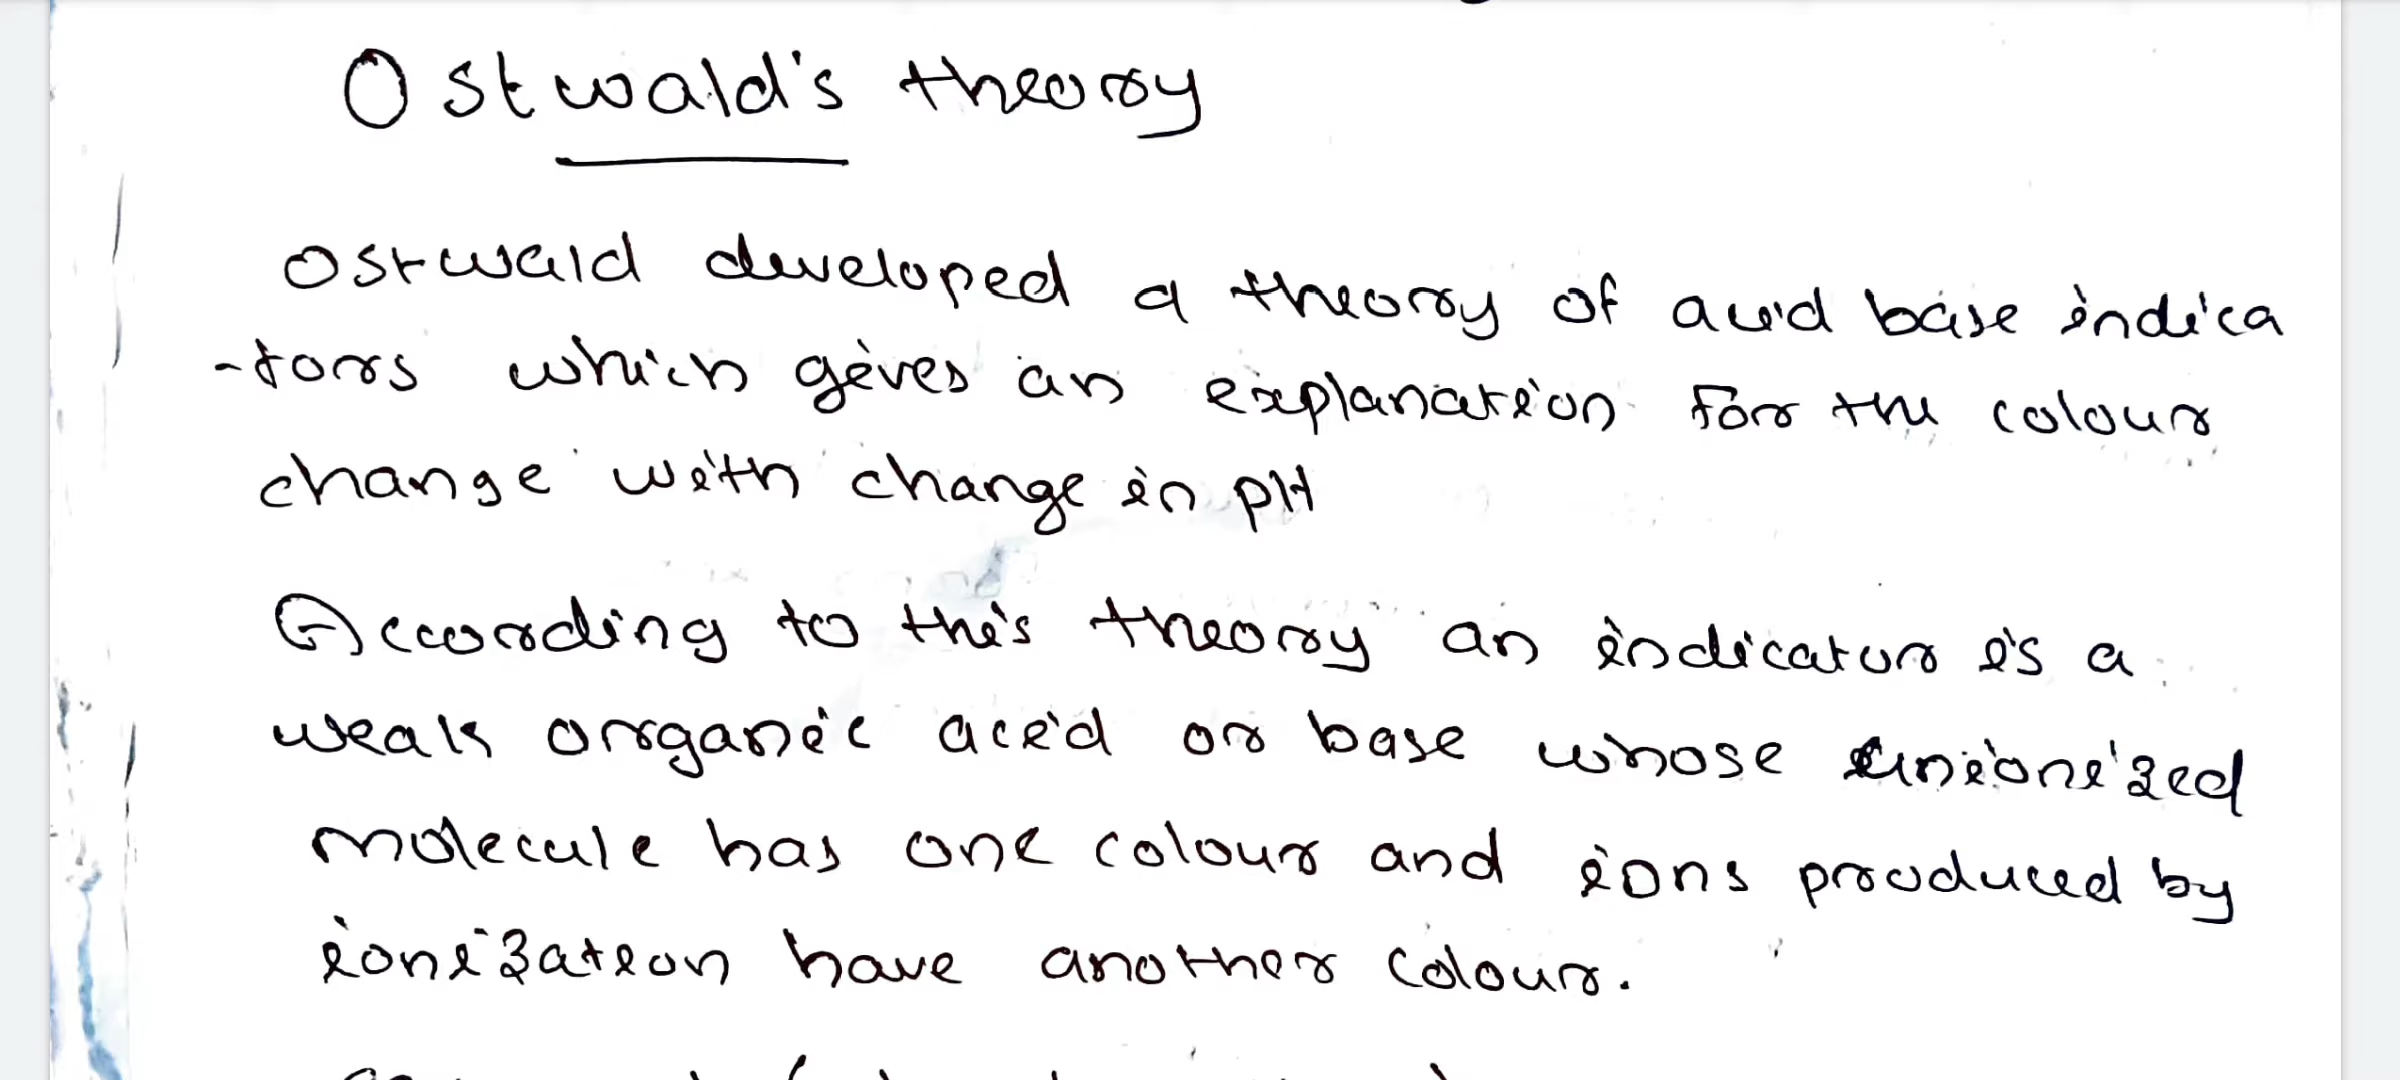 Ostwald's theory
Ostwald developed a theory of acid base indica
-tors which gives an explanation for the colour
change with change in pH
According to this theory an indicator is a
weak organic acid or base whose unionized
molecule has one colour and ions produced by
ionization have another colour.